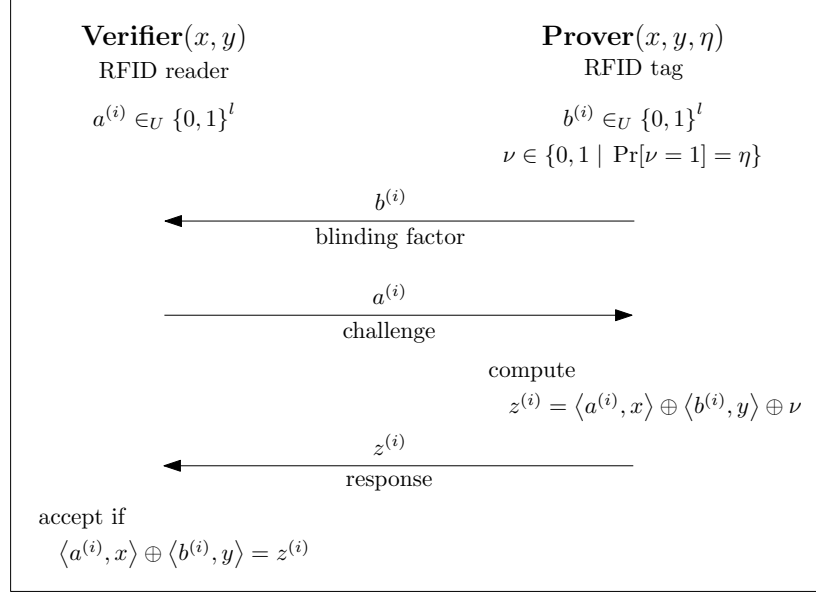 Verifier(x, y) Prover(x, y, η)
RFID reader RFID tag
a⁽ⁱ⁾ ∈_U {0, 1}^l b⁽ⁱ⁾ ∈_U {0, 1}^l
ν ∈ {0, 1 | Pr[ν = 1] = η}
b⁽ⁱ⁾
blinding factor
a⁽ⁱ⁾
challenge
compute
z⁽ⁱ⁾ = ⟨a⁽ⁱ⁾, x⟩ ⊕ ⟨b⁽ⁱ⁾, y⟩ ⊕ ν
z⁽ⁱ⁾
response
accept if
⟨a⁽ⁱ⁾, x⟩ ⊕ ⟨b⁽ⁱ⁾, y⟩ = z⁽ⁱ⁾